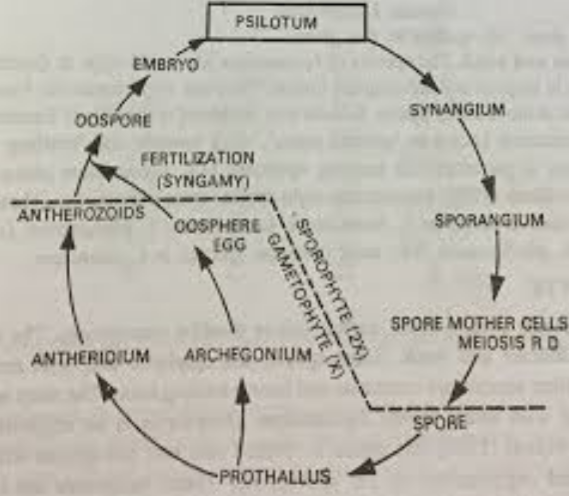 PSILOTUM
EMBRYO
SYNANGIUM
OOSPORE
FERTILIZATION
(SYNGAMY)
ANTHEROZOIDS
OOSPHERE
EGG
SPORANGIUM
SPOROPHYTE (2X)
GAMETOPHYTE (X)
SPORE MOTHER CELLS
MEIOSIS R D
ANTHERIDIUM
ARCHEGONIUM
SPORE
PROTHALLUS